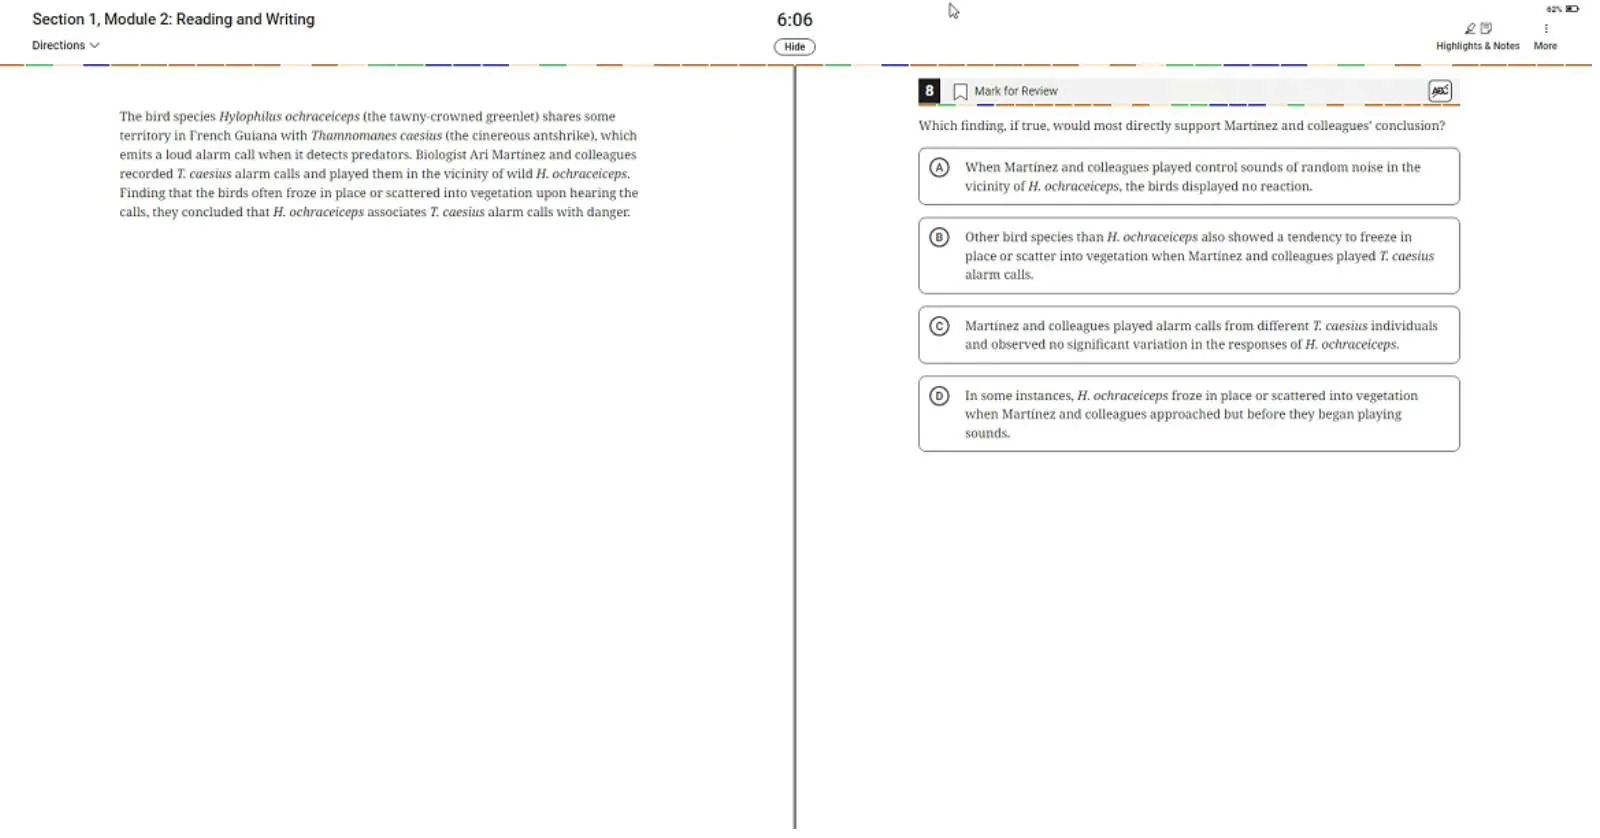 Section 1, Module 2: Reading and Writing
Directions
6:06
Hide
62%
Highlights & Notes
More
The bird species Hylophilus ochraceiceps (the tawny-crowned greenlet) shares some
territory in French Guiana with Thamnomanes caesius (the cinereous antshrike), which
emits a loud alarm call when it detects predators. Biologist Ari Martínez and colleagues
recorded T. caesius alarm calls and played them in the vicinity of wild H. ochraceiceps.
Finding that the birds often froze in place or scattered into vegetation upon hearing the
calls, they concluded that H. ochraceiceps associates T. caesius alarm calls with danger.
8
Mark for Review
ABC
Which finding, if true, would most directly support Martínez and colleagues' conclusion?
A
When Martínez and colleagues played control sounds of random noise in the
vicinity of H. ochraceiceps, the birds displayed no reaction.
B
Other bird species than H. ochraceiceps also showed a tendency to freeze in
place or scatter into vegetation when Martínez and colleagues played T. caesius
alarm calls.
C
Martínez and colleagues played alarm calls from different T. caesius individuals
and observed no significant variation in the responses of H. ochraceiceps.
D
In some instances, H. ochraceiceps froze in place or scattered into vegetation
when Martínez and colleagues approached but before they began playing
sounds.